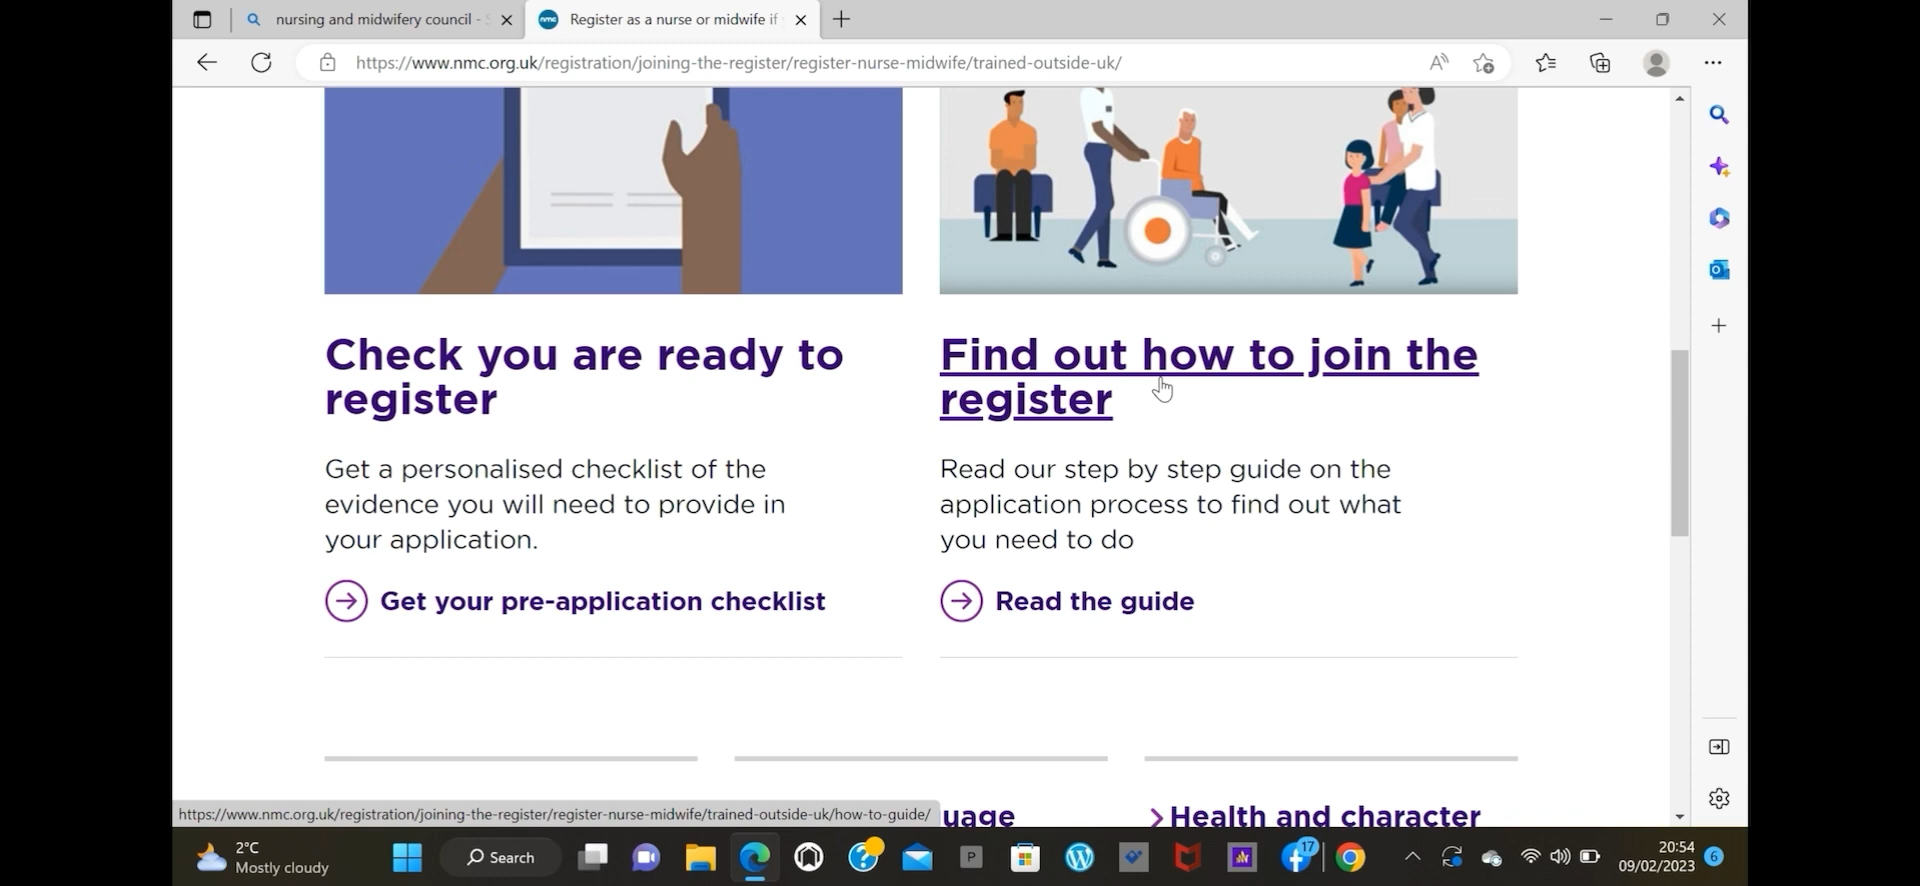 nursing and midwifery council -
nmc
Register as a nurse or midwife if
https://www.nmc.org.uk/registration/joining-the-register/register-nurse-midwife/trained-outside-uk/
Check you are ready to
register
Get a personalised checklist of the
evidence you will need to provide in
your application.
Get your pre-application checklist
Find out how to join the
register
Read our step by step guide on the
application process to find out what
you need to do
Read the guide
https://www.nmc.org.uk/registration/joining-the-register/register-nurse-midwife/trained-outside-uk/how-to-guide/
uage
Health and character
2°C
Mostly cloudy
Search
P
17
20:54
09/02/2023
6